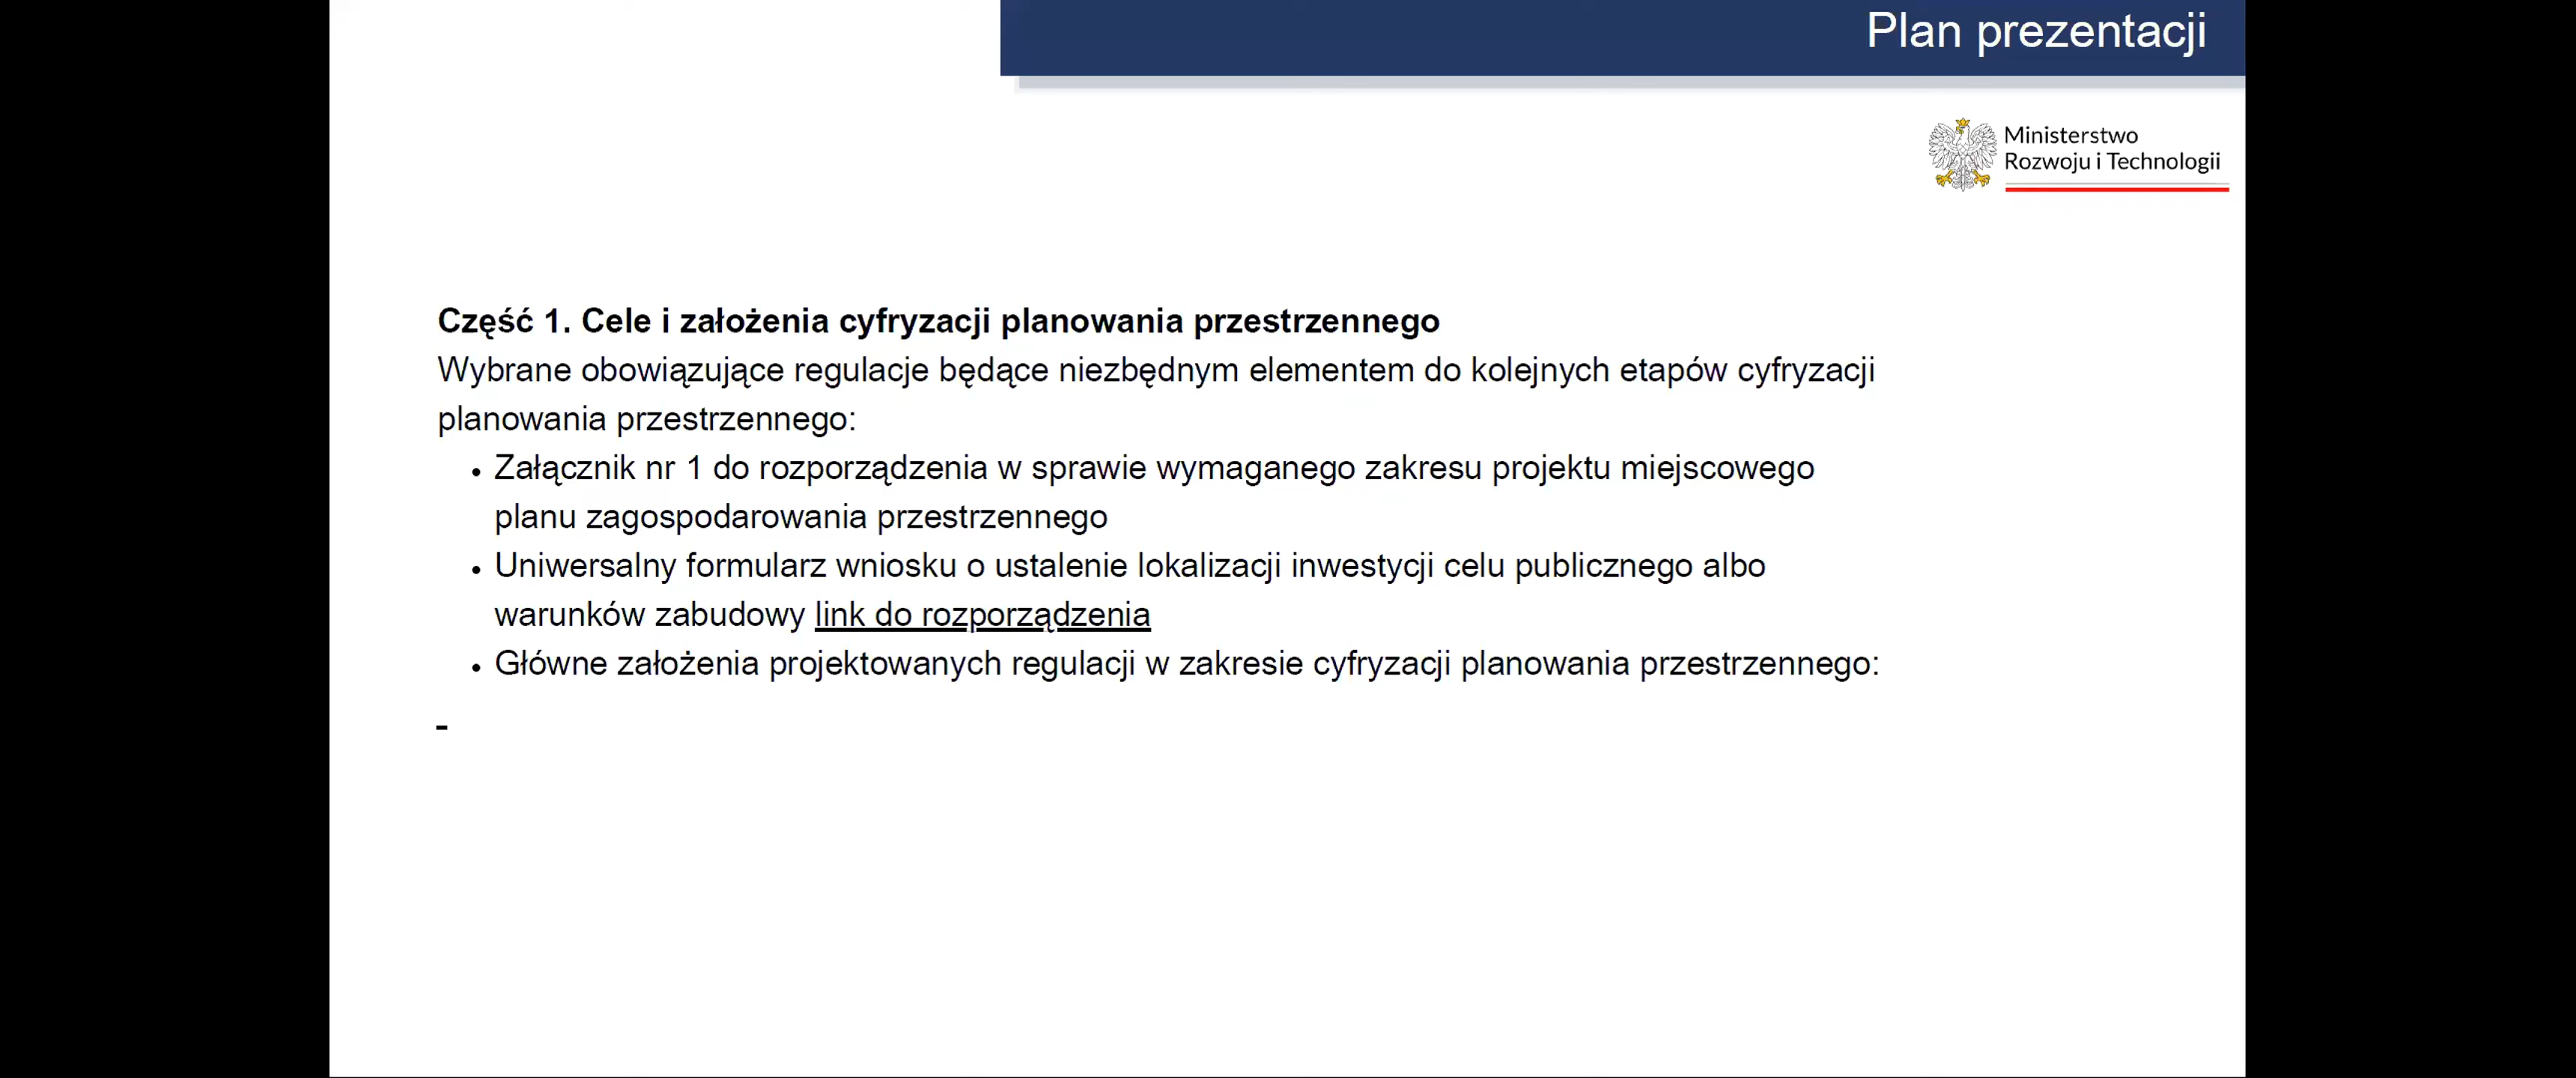 Plan prezentacji
Ministerstwo
Rozwoju i Technologii
Część 1. Cele i założenia cyfryzacji planowania przestrzennego
Wybrane obowiązujące regulacje będące niezbędnym elementem do kolejnych etapów cyfryzacji
planowania przestrzennego:
• Załącznik nr 1 do rozporządzenia w sprawie wymaganego zakresu projektu miejscowego
planu zagospodarowania przestrzennego
• Uniwersalny formularz wniosku o ustalenie lokalizacji inwestycji celu publicznego albo
warunków zabudowy link do rozporządzenia
• Główne założenia projektowanych regulacji w zakresie cyfryzacji planowania przestrzennego:
-